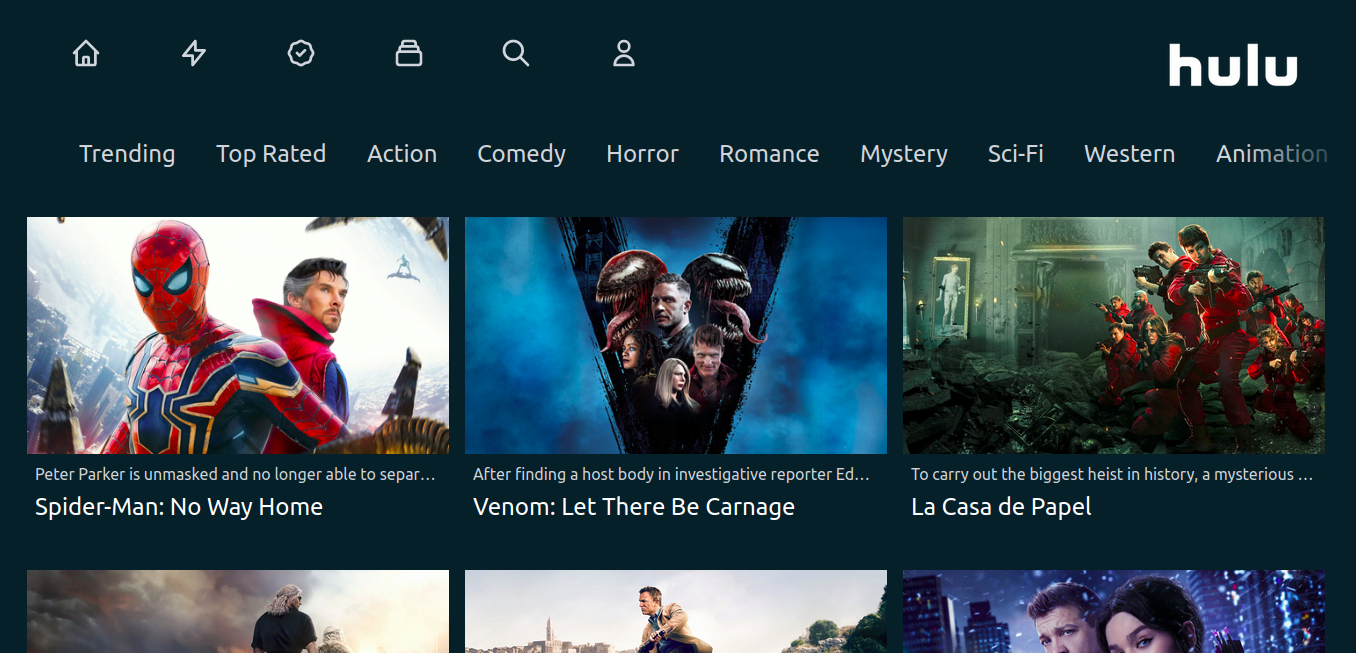 hulu
Trending Top Rated Action Comedy Horror Romance Mystery Sci-Fi Western Animation
Peter Parker is unmasked and no longer able to separ...
Spider-Man: No Way Home
After finding a host body in investigative reporter Ed...
Venom: Let There Be Carnage
To carry out the biggest heist in history, a mysterious ...
La Casa de Papel